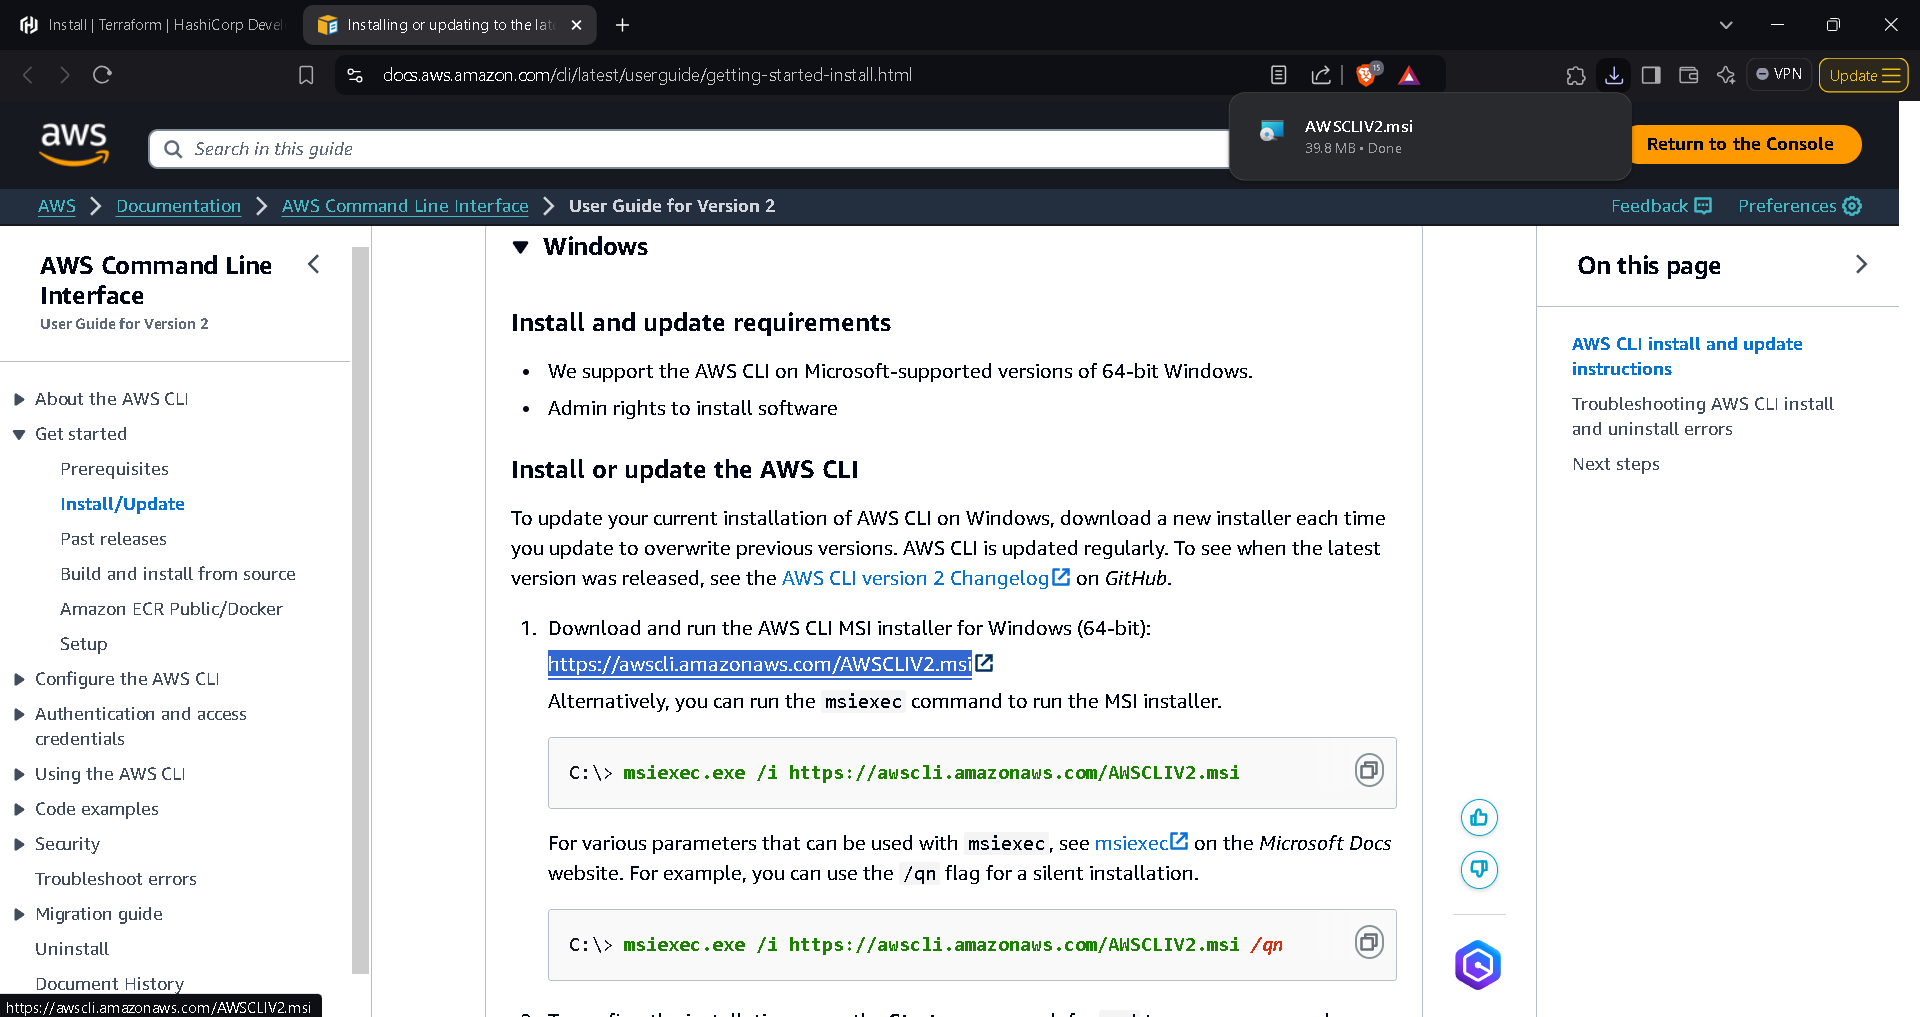 Install | Terraform | HashiCorp Devel
Installing or updating to the late
docs.aws.amazon.com/cli/latest/userguide/getting-started-install.html
15
VPN
Update
AWSCLIV2.msi
39.8 MB • Done
aws
Search in this guide
Return to the Console
AWS
Documentation
AWS Command Line Interface
User Guide for Version 2
Feedback
Preferences
AWS Command Line
Interface
User Guide for Version 2
About the AWS CLI
Get started
Prerequisites
Install/Update
Past releases
Build and install from source
Amazon ECR Public/Docker
Setup
Configure the AWS CLI
Authentication and access
credentials
Using the AWS CLI
Code examples
Security
Troubleshoot errors
Migration guide
Uninstall
Document History
https://awscli.amazonaws.com/AWSCLIV2.msi
Windows
Install and update requirements
• We support the AWS CLI on Microsoft-supported versions of 64-bit Windows.
• Admin rights to install software
Install or update the AWS CLI
To update your current installation of AWS CLI on Windows, download a new installer each time
you update to overwrite previous versions. AWS CLI is updated regularly. To see when the latest
version was released, see the AWS CLI version 2 Changelog on GitHub.
1. Download and run the AWS CLI MSI installer for Windows (64-bit):
https://awscli.amazonaws.com/AWSCLIV2.msi
Alternatively, you can run the msiexec command to run the MSI installer.
C:\> msiexec.exe /i https://awscli.amazonaws.com/AWSCLIV2.msi
For various parameters that can be used with msiexec, see msiexec on the Microsoft Docs
website. For example, you can use the /qn flag for a silent installation.
C:\> msiexec.exe /i https://awscli.amazonaws.com/AWSCLIV2.msi /qn
On this page
AWS CLI install and update
instructions
Troubleshooting AWS CLI install
and uninstall errors
Next steps